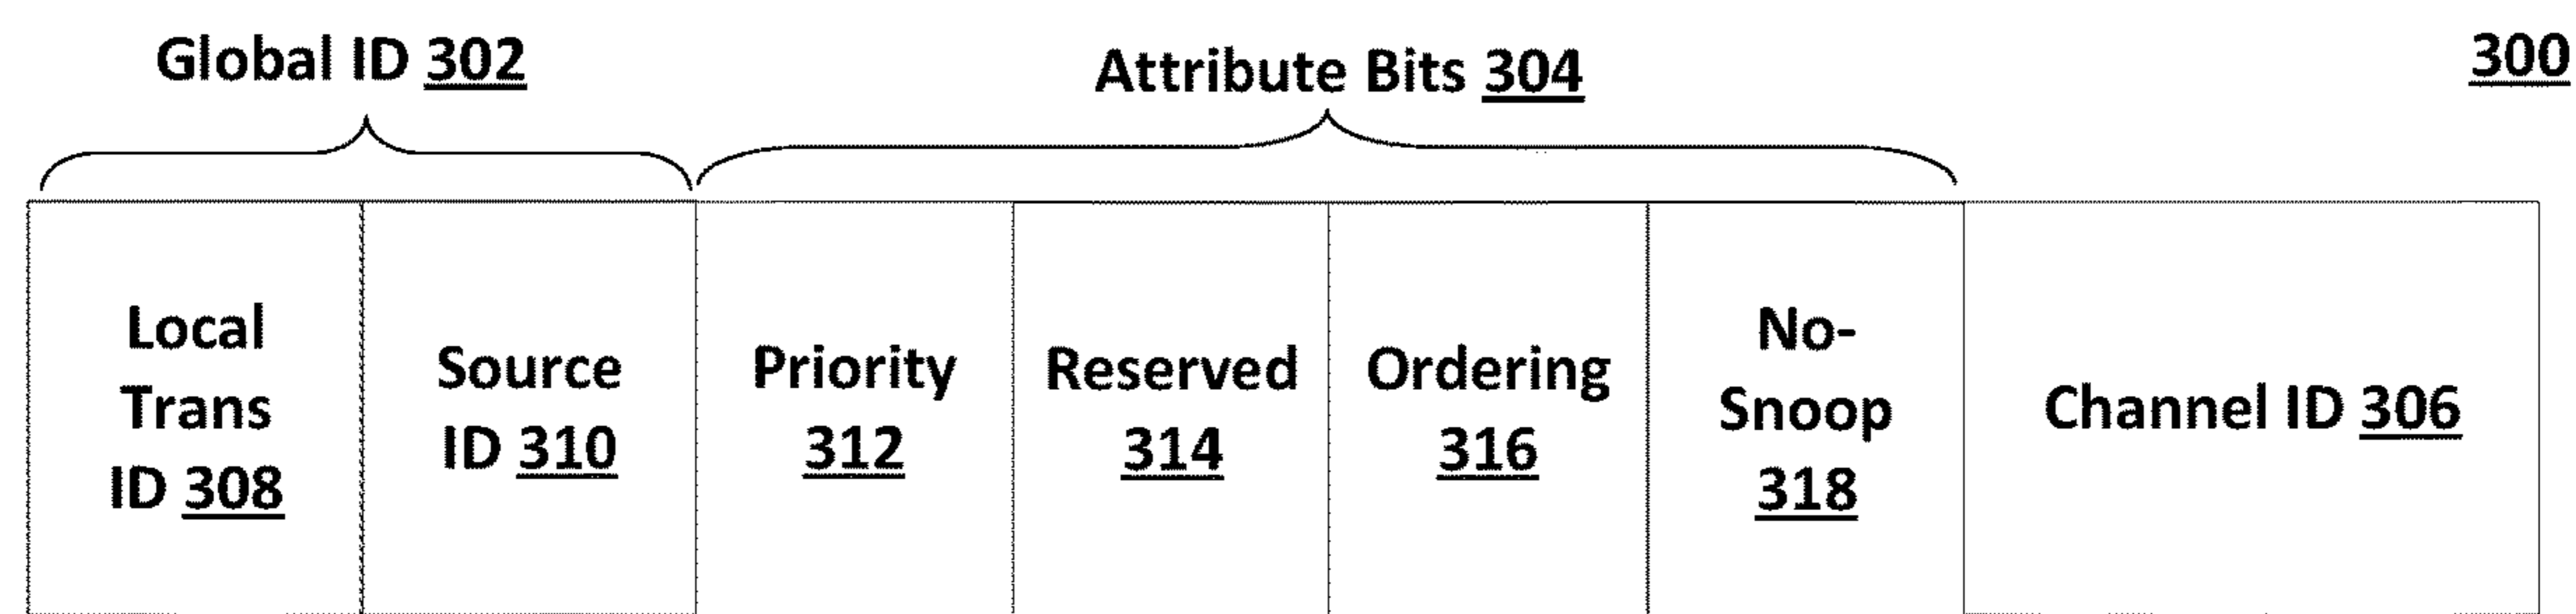 Global ID 302
Attribute Bits 304
300
Local
Trans
ID 308
Source
ID 310
Priority
312
Reserved
314
Ordering
316
No-
Snoop
318
Channel ID 306